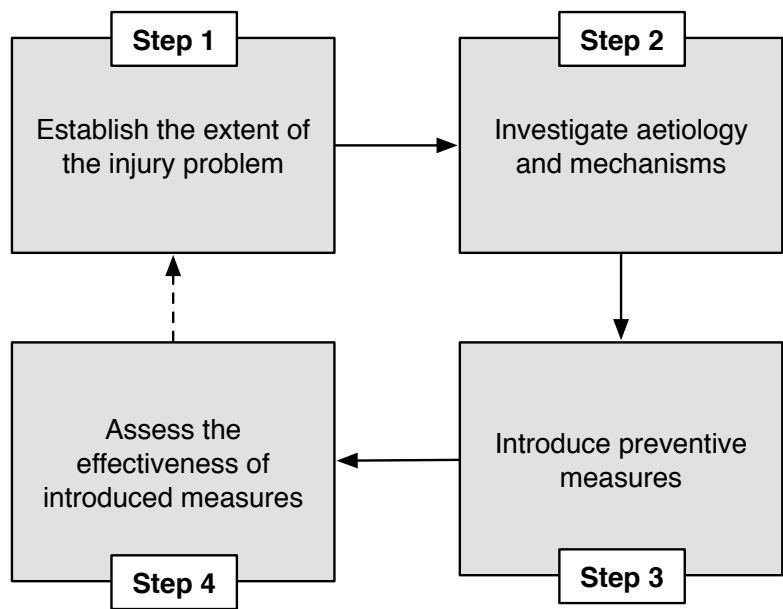 Step 1
Establish the extent of
the injury problem
Step 2
Investigate aetiology
and mechanisms
Introduce preventive
measures
Step 3
Assess the
effectiveness of
introduced measures
Step 4